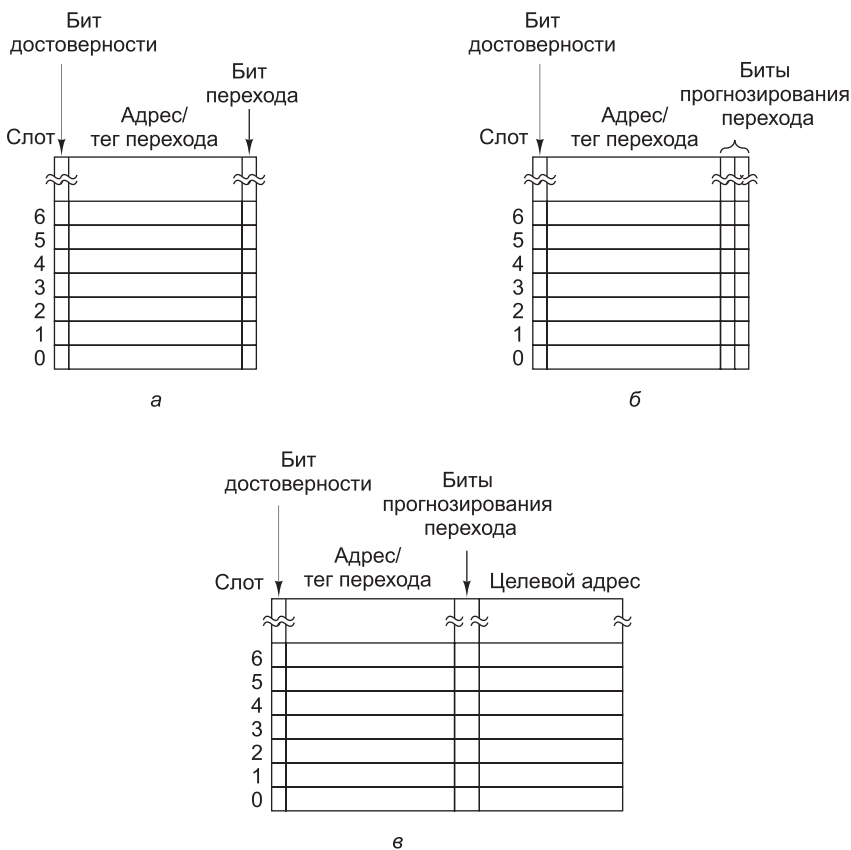 Бит
достоверности
Бит
перехода
Адрес/
тег перехода
Слот
6
5
4
3
2
1
0
а
Бит
достоверности
Биты
прогнозирования
перехода
Адрес/
тег перехода
Слот
6
5
4
3
2
1
0
б
Бит
достоверности
Биты
прогнозирования
перехода
Адрес/
тег перехода
Слот
Целевой адрес
6
5
4
3
2
1
0
в